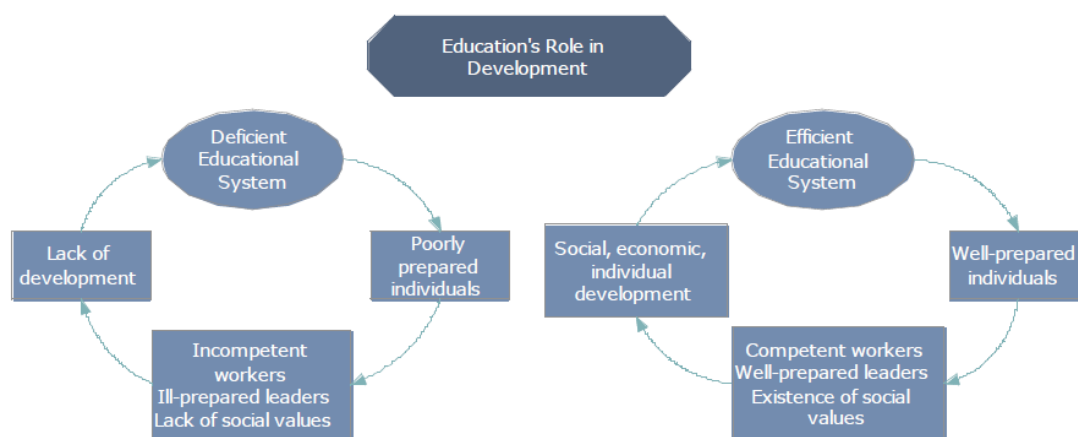 Education's Role in
Development
Deficient
Educational
System
Poorly
prepared
individuals
Incompetent
workers
Ill-prepared leaders
Lack of social values
Lack of
development
Efficient
Educational
System
Well-prepared
individuals
Competent workers
Well-prepared leaders
Existence of social
values
Social, economic,
individual
development